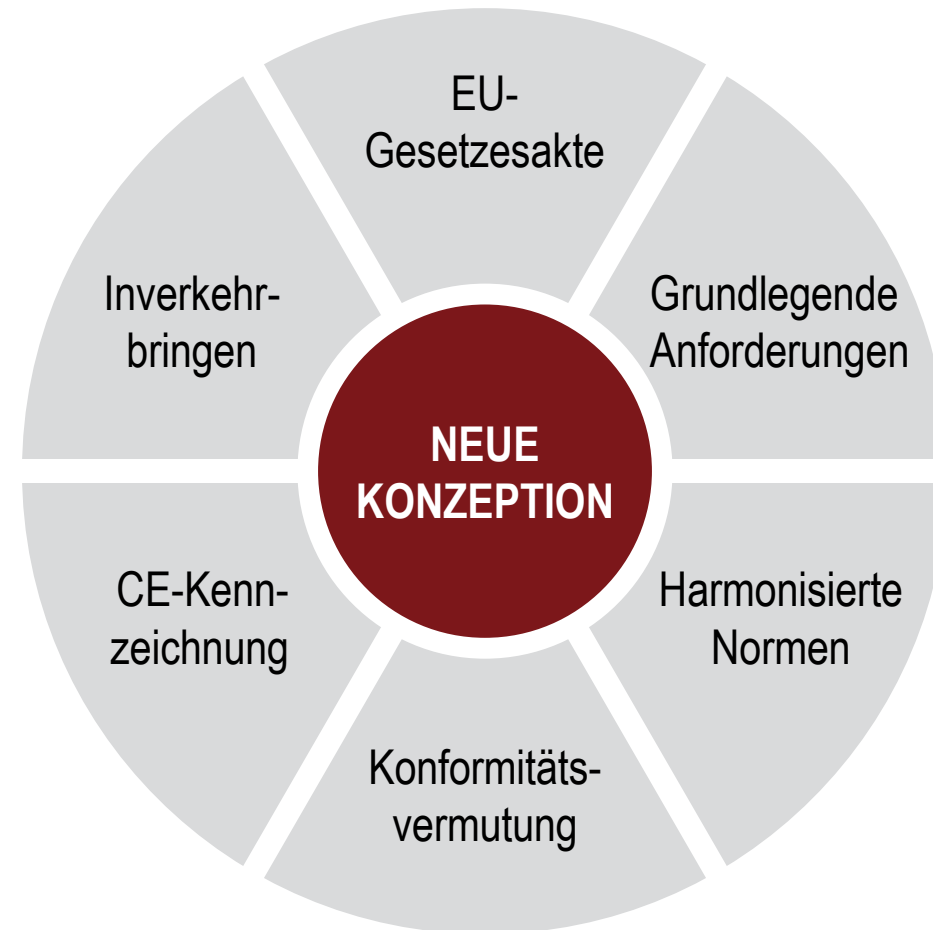 EU-
Gesetzesakte
Grundlegende
Anforderungen
Harmonisierte
Normen
Konformitäts-
vermutung
CE-Kenn-
zeichnung
Inverkehr-
bringen
NEUE
KONZEPTION